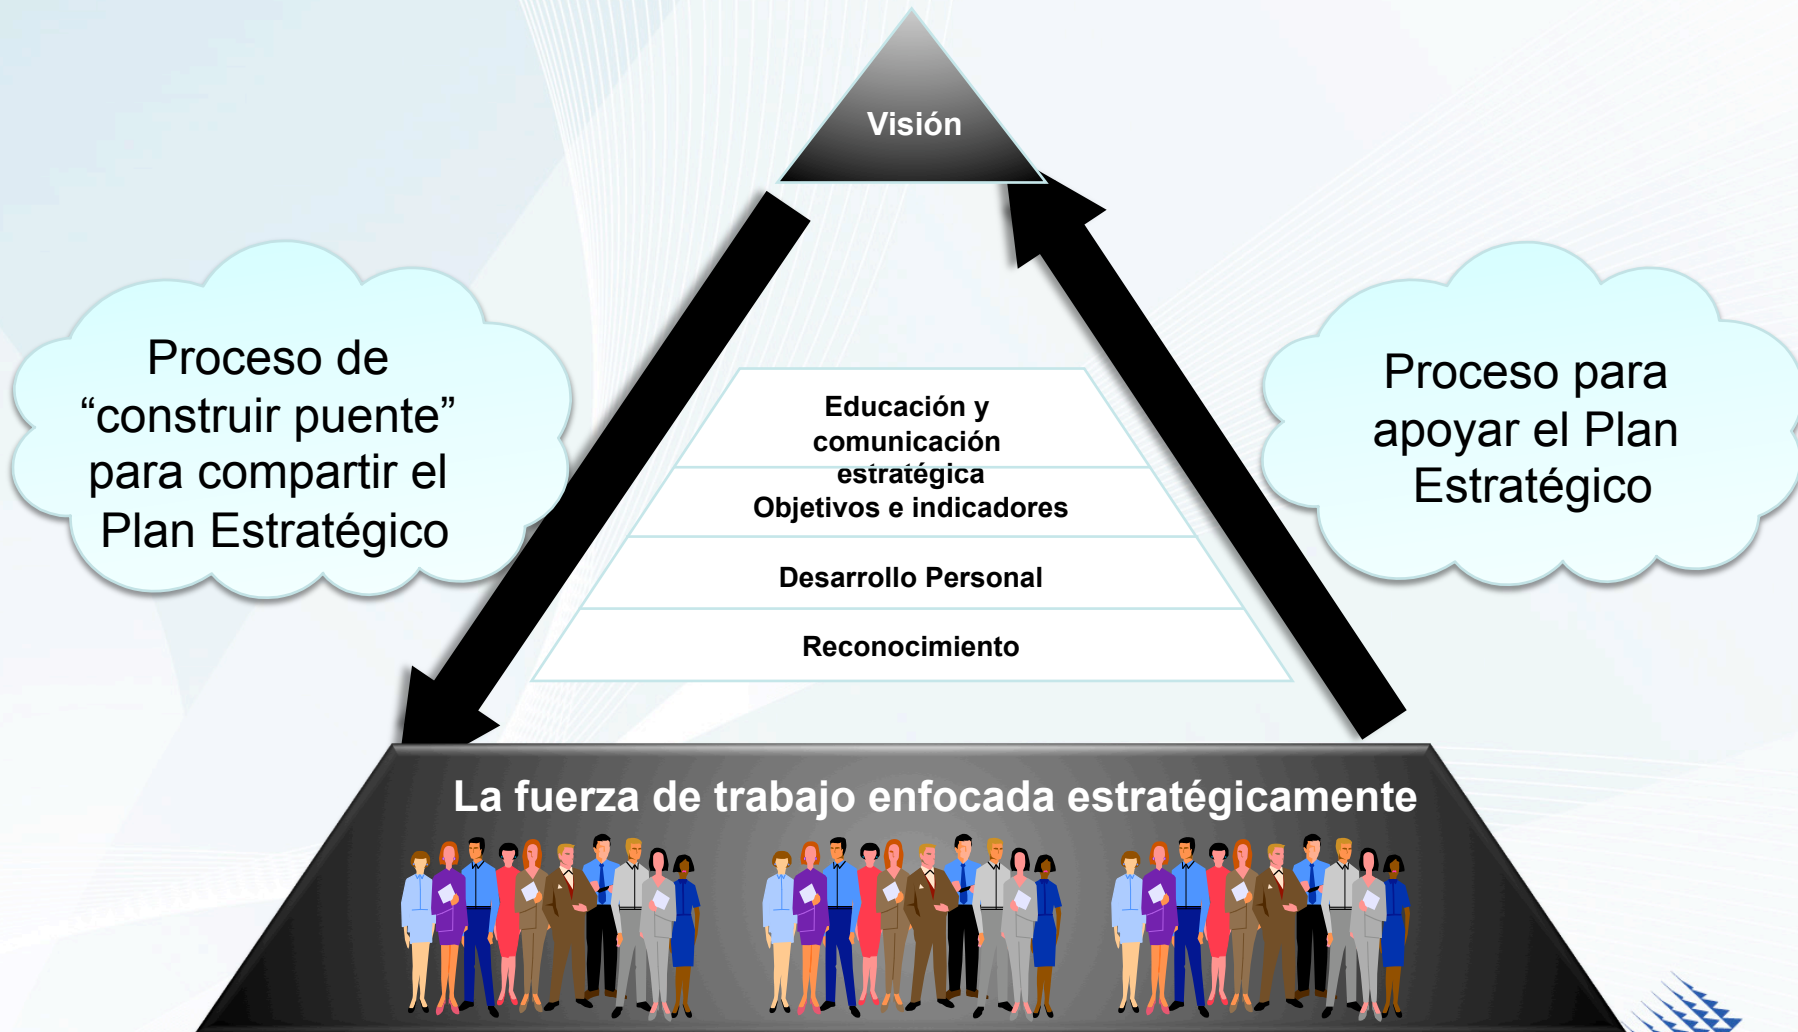 Visión
Proceso de
“construir puente”
para compartir el
Plan Estratégico
Educación y
comunicación
estratégica
Objetivos e indicadores
Desarrollo Personal
Reconocimiento
Proceso para
apoyar el Plan
Estratégico
La fuerza de trabajo enfocada estratégicamente